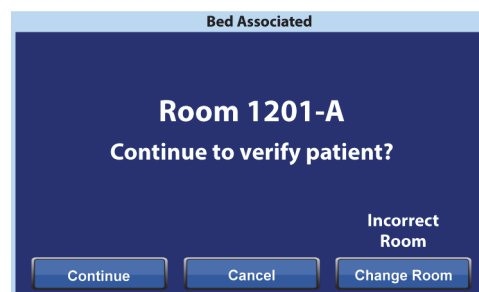 Bed Associated
Room 1201-A
Continue to verify patient?
Incorrect
Room
Continue
Cancel
Change Room